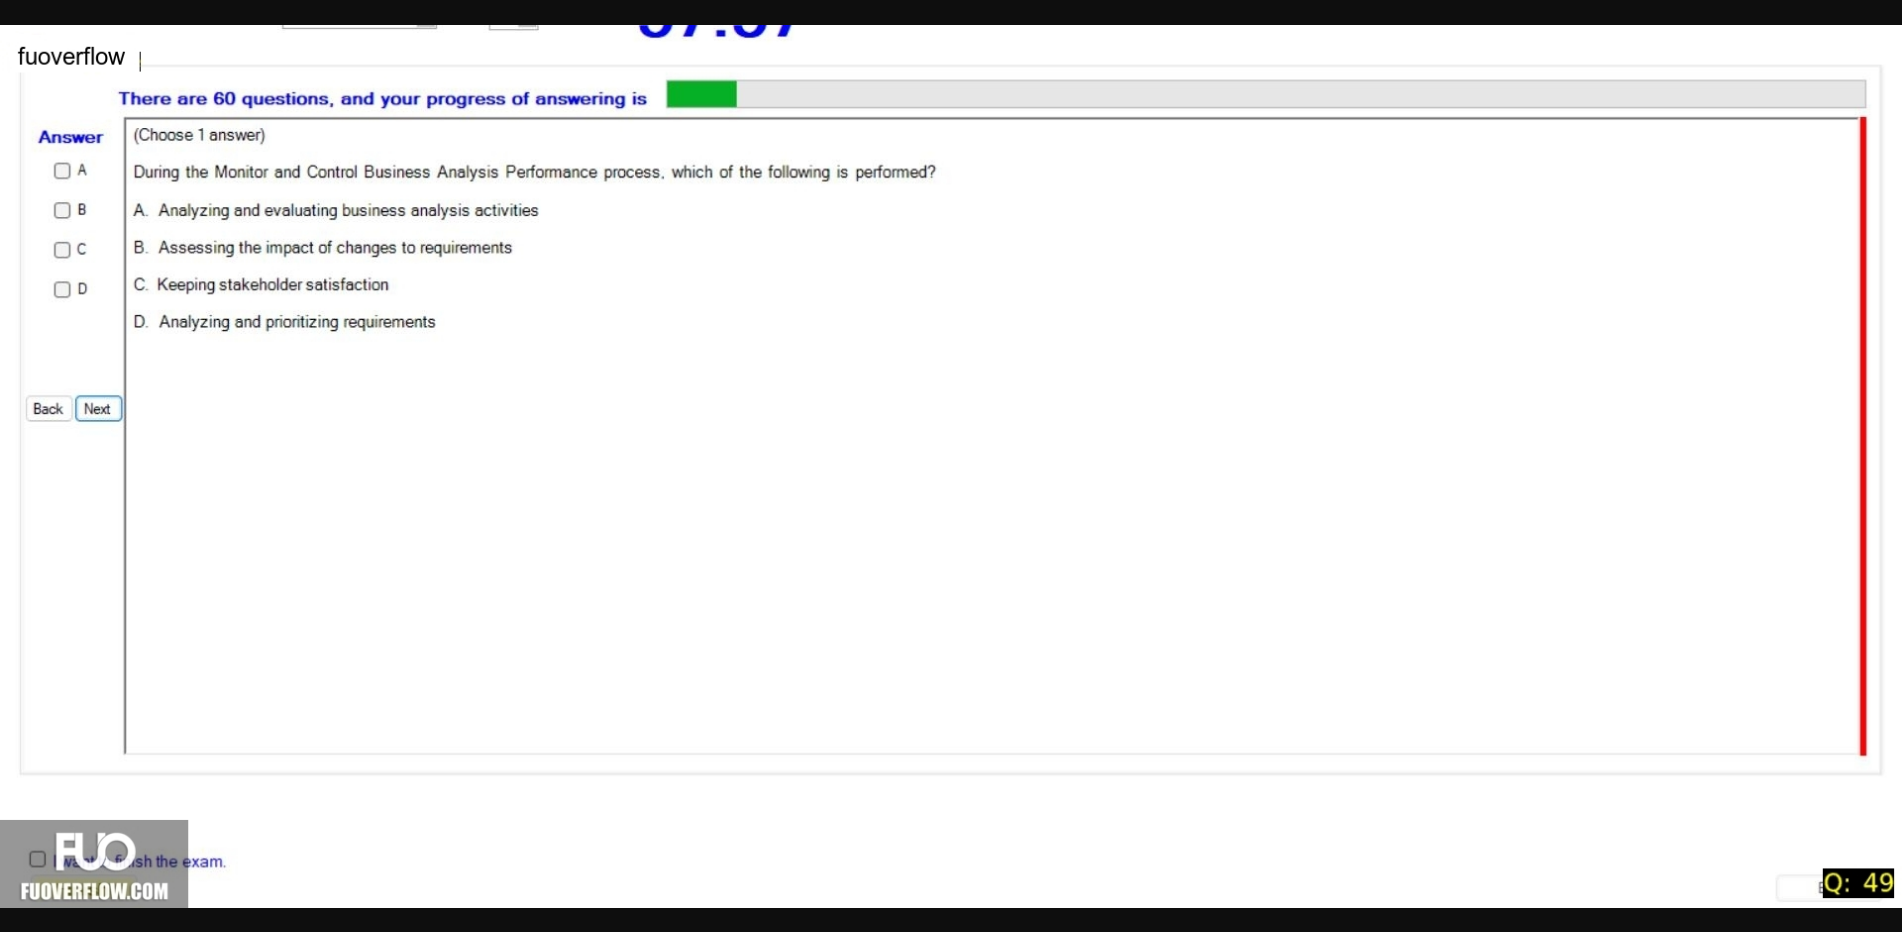 fuoverflow
There are 60 questions, and your progress of answering is
Answer
(Choose 1 answer)
A
During the Monitor and Control Business Analysis Performance process, which of the following is performed?
B
A. Analyzing and evaluating business analysis activities
C
B. Assessing the impact of changes to requirements
D
C. Keeping stakeholder satisfaction
D. Analyzing and prioritizing requirements
Back Next
FUO
sh the exam.
FUOVERFLOW.COM
Q: 49